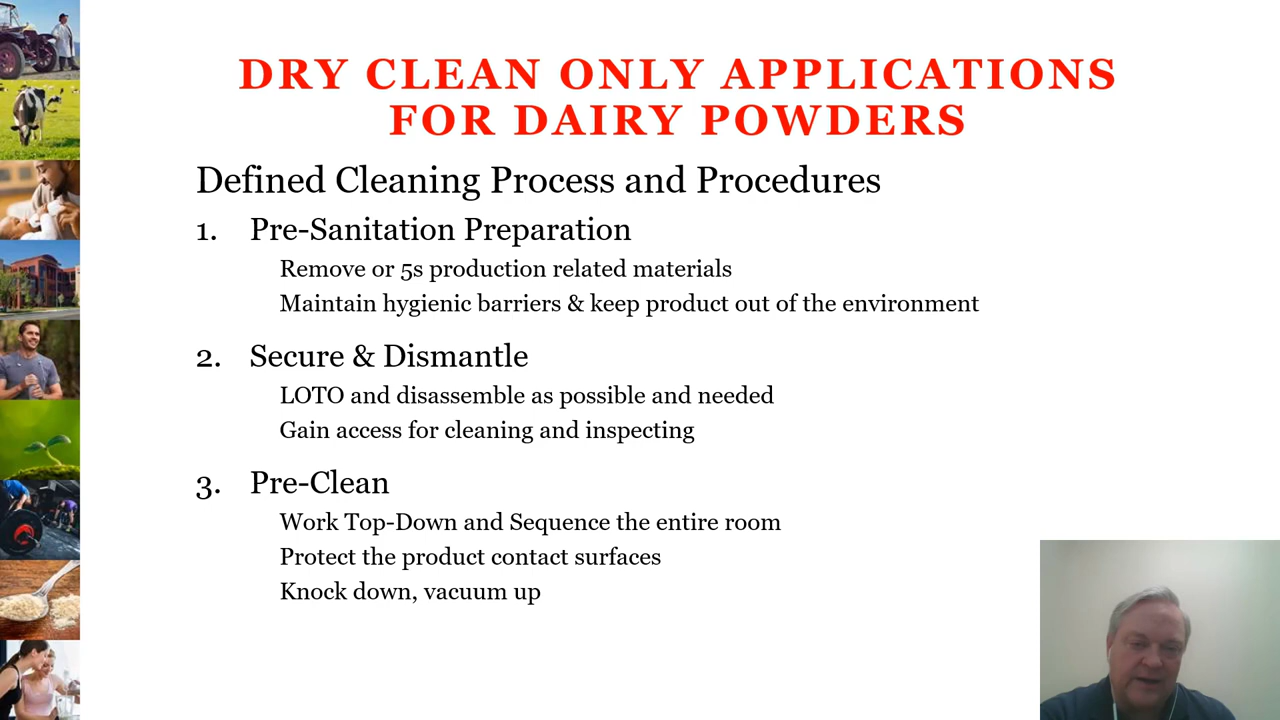 DRY CLEAN ONLY APPLICATIONS
FOR DAIRY POWDERS
Defined Cleaning Process and Procedures
1. Pre-Sanitation Preparation
Remove or 5s production related materials
Maintain hygienic barriers & keep product out of the environment
2. Secure & Dismantle
LOTO and disassemble as possible and needed
Gain access for cleaning and inspecting
3. Pre-Clean
Work Top-Down and Sequence the entire room
Protect the product contact surfaces
Knock down, vacuum up